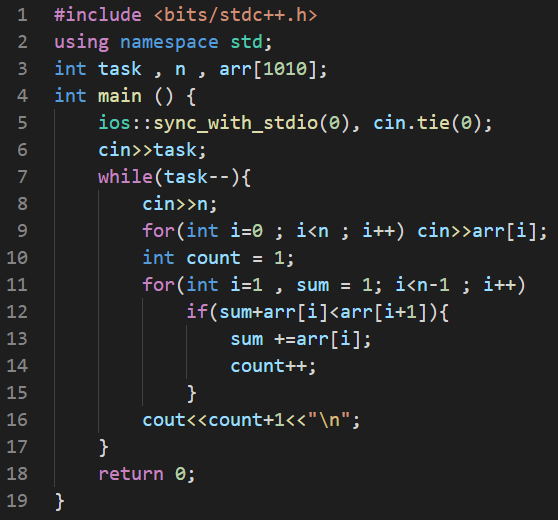 1 #include <bits/stdc++.h>
2 using namespace std;
3 int task , n , arr[1010];
4 int main () {
5     ios::sync_with_stdio(0), cin.tie(0);
6     cin>>task;
7     while(task--){
8         cin>>n;
9         for(int i=0 ; i<n ; i++) cin>>arr[i];
10         int count = 1;
11         for(int i=1 , sum = 1; i<n-1 ; i++)
12             if(sum+arr[i]<arr[i+1]){
13                 sum +=arr[i];
14                 count++;
15             }
16         cout<<count+1<<"\n";
17     }
18     return 0;
19 }